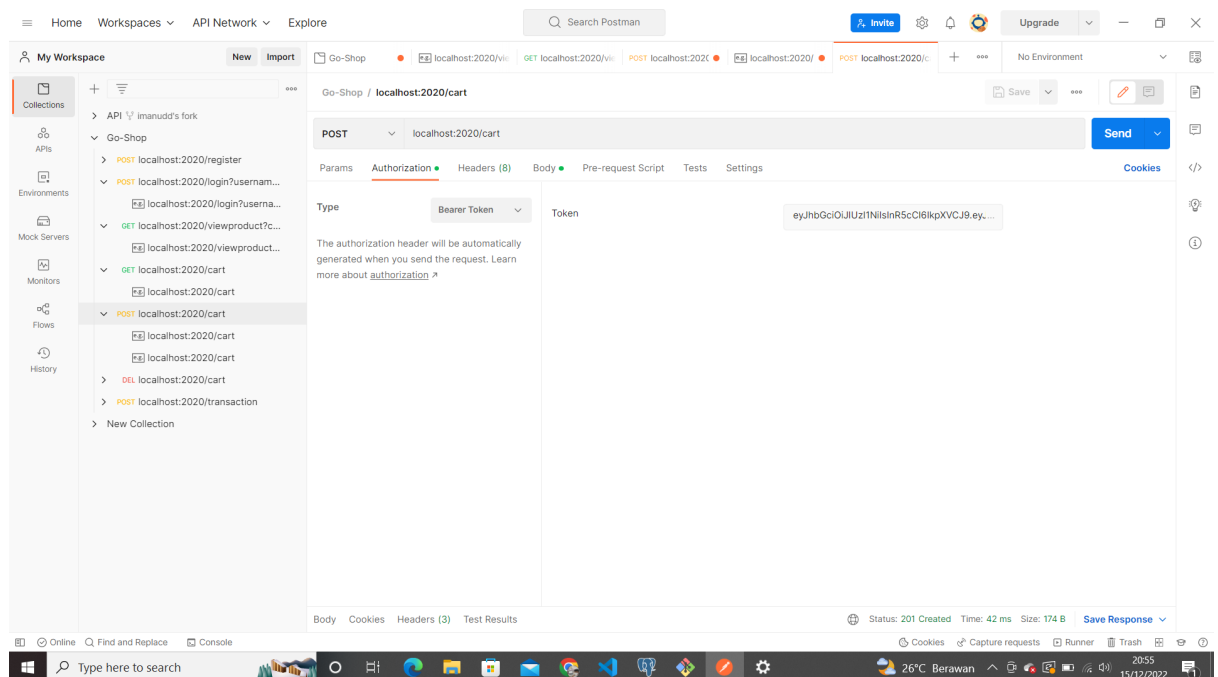 Home Workspaces API Network Explore Search Postman Invite Upgrade
My Workspace New Import Go-Shop e.g. localhost:2020/vie GET localhost:2020/vie POST localhost:2020 e.g. localhost:2020/ POST localhost:2020/c No Environment
Collections
APIs
Environments
Mock Servers
Monitors
Flows
History
API imanudd's fork
Go-Shop
POST localhost:2020/register
POST localhost:2020/login?usernam...
e.g. localhost:2020/login?userna...
GET localhost:2020/viewproduct?c...
e.g. localhost:2020/viewproduct...
GET localhost:2020/cart
e.g. localhost:2020/cart
POST localhost:2020/cart
e.g. localhost:2020/cart
e.g. localhost:2020/cart
DEL localhost:2020/cart
POST localhost:2020/transaction
New Collection
Go-Shop / localhost:2020/cart Save
POST localhost:2020/cart Send
Params Authorization Headers (8) Body Pre-request Script Tests Settings Cookies
Type Bearer Token
The authorization header will be automatically
generated when you send the request. Learn
more about authorization
Token eyJhbGciOiJIUzI1NiIsInR5cCI6IkpXVCJ9.ey...
Body Cookies Headers (3) Test Results Status: 201 Created Time: 42 ms Size: 174 B Save Response
Online Find and Replace Console Cookies Capture requests Runner Trash
Type here to search 26°C Berawan 20:55
15/12/2022